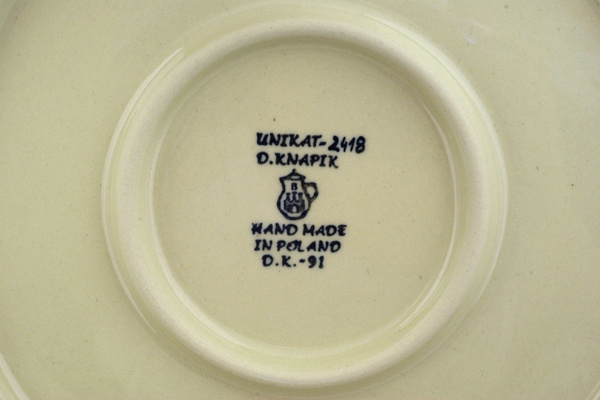 UNIKAT-2418
D.KNAPIK
B
HAND MADE
IN POLAND
D.K.-91